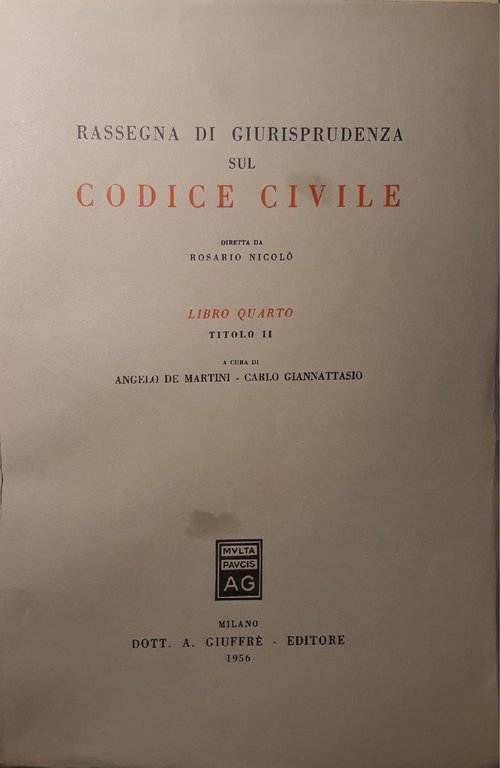 RASSEGNA DI GIURISPRUDENZA
SUL
CODICE CIVILE
DIRETTA DA
ROSARIO NICOLÒ
LIBRO QUARTO
TITOLO II
A CURA DI
ANGELO DE MARTINI - CARLO GIANNATTASIO
MVLTA
PAVCIS
AG
MILANO
DOTT. A. GIUFFRÈ - EDITORE
1956